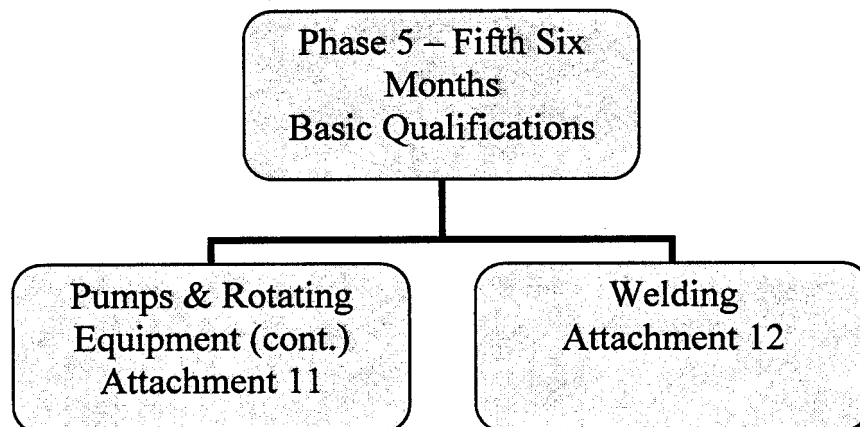 Phase 5 – Fifth Six
Months
Basic Qualifications
Pumps & Rotating
Equipment (cont.)
Attachment 11
Welding
Attachment 12